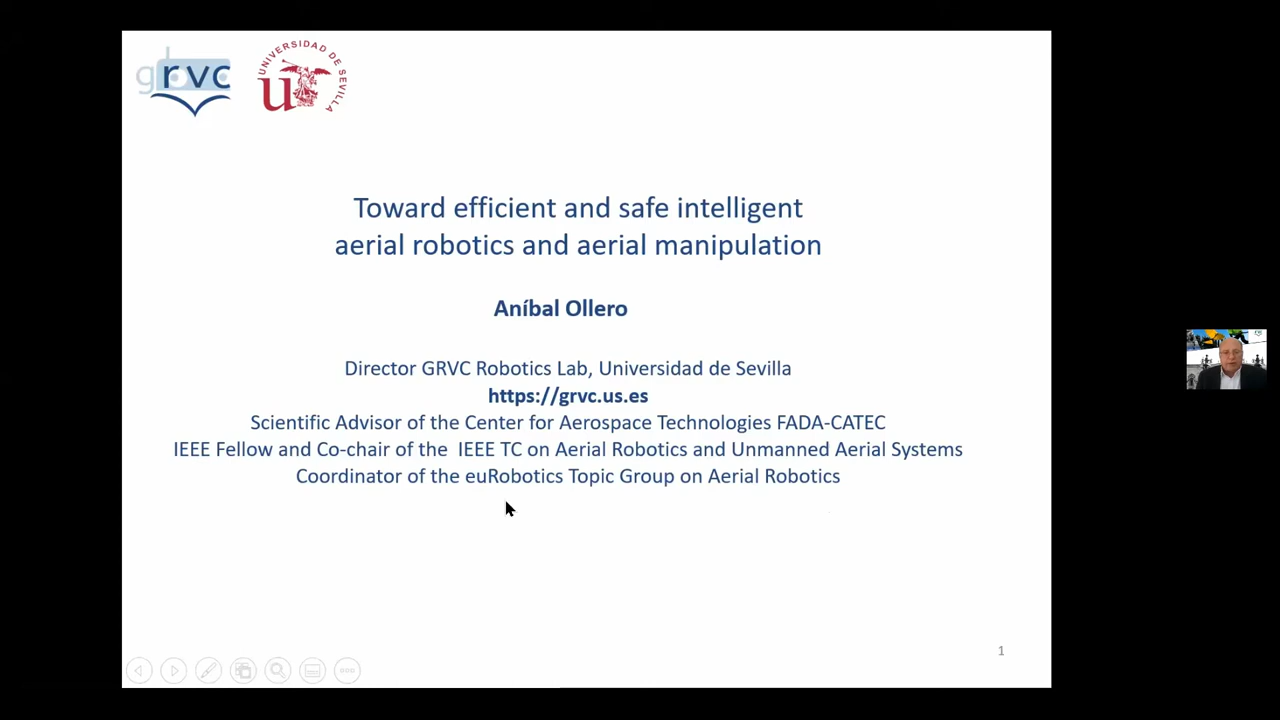 grvc
UNIVERSIDAD DE SEVILLA
u
Toward efficient and safe intelligent
aerial robotics and aerial manipulation
Aníbal Ollero
Director GRVC Robotics Lab, Universidad de Sevilla
https://grvc.us.es
Scientific Advisor of the Center for Aerospace Technologies FADA-CATEC
IEEE Fellow and Co-chair of the IEEE TC on Aerial Robotics and Unmanned Aerial Systems
Coordinator of the euRobotics Topic Group on Aerial Robotics
1